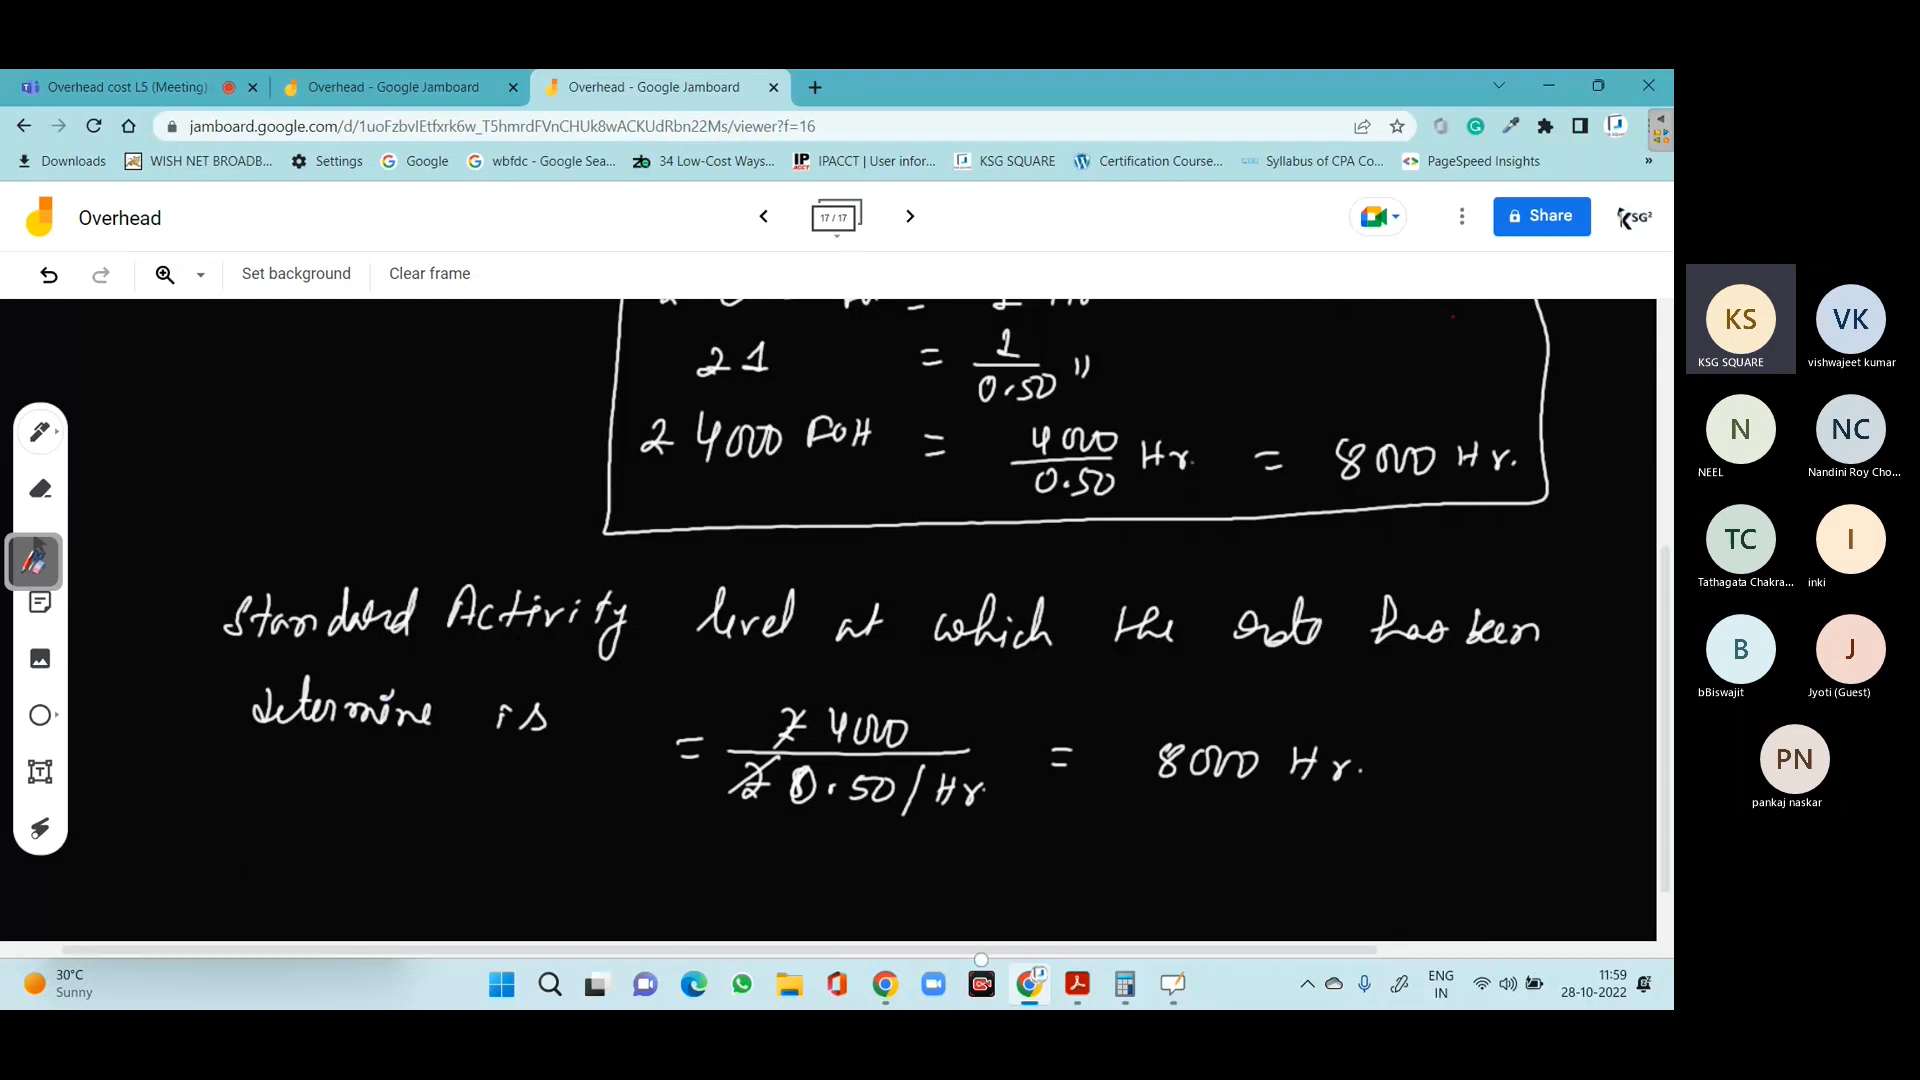 Overhead cost L5 (Meeting)
Overhead - Google Jamboard
Overhead - Google Jamboard
jamboard.google.com/d/1uoFzbvIEtfxrk6w_T5hmrdFVnCHUk8wACKUdRbn22Ms/viewer?f=16
Downloads WISH NET BROADB... Settings Google wbfdc - Google Sea... 34 Low-Cost Ways... IPACCT | User infor... KSG SQUARE Certification Course... Syllabus of CPA Co... PageSpeed Insights »
Overhead
17 / 17
Share
KSG²
Set background Clear frame
₹ 1 = 1 / 0.50 "
₹ 4000 FOH = 4000 / 0.50 Hr. = 8000 Hr.
Standard Activity level at which the rate has been
determine is
= ₹ 4000 / ₹ 0.50/Hr. = 8000 Hr.
KS
KSG SQUARE
VK
vishwajeet kumar
N
NEEL
NC
Nandini Roy Cho...
TC
Tathagata Chakra...
I
inki
B
bBiswajit
J
Jyoti (Guest)
PN
pankaj naskar
30°C
Sunny
ENG
IN
11:59
28-10-2022